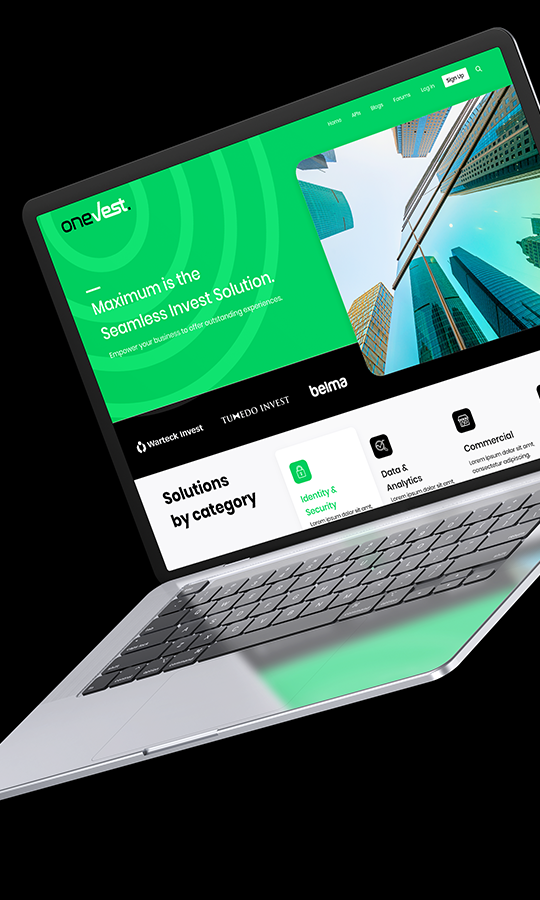 Home APIs Blogs Forums Log in Sign Up
onevest.
Maximum is the
Seamless Invest Solution.
Empower your business to offer outstanding experiences.
Warteck Invest
TUMEDO INVEST
belma
Solutions
by category
Identity &
Security
Lorem ipsum dolor sit amt,
Data &
Analytics
Lorem ipsum dolor sit amt,
Commercial
Lorem ipsum dolor sit amt,
consectetur adipiscing.